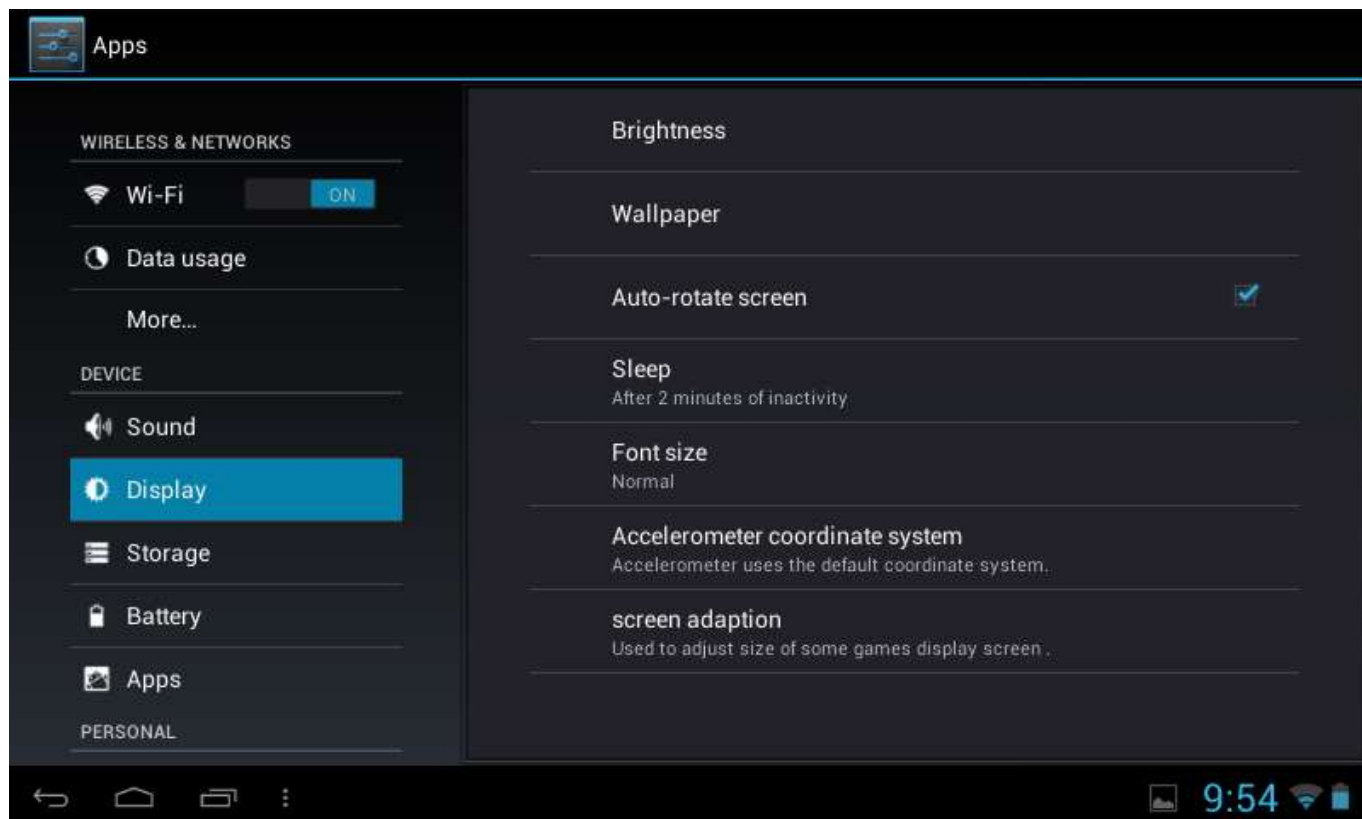 Apps
WIRELESS & NETWORKS
Wi-Fi ON
Data usage
More...
DEVICE
Sound
Display
Storage
Battery
Apps
PERSONAL
Brightness
Wallpaper
Auto-rotate screen
Sleep
After 2 minutes of inactivity
Font size
Normal
Accelerometer coordinate system
Accelerometer uses the default coordinate system.
screen adaption
Used to adjust size of some games display screen .
9:54